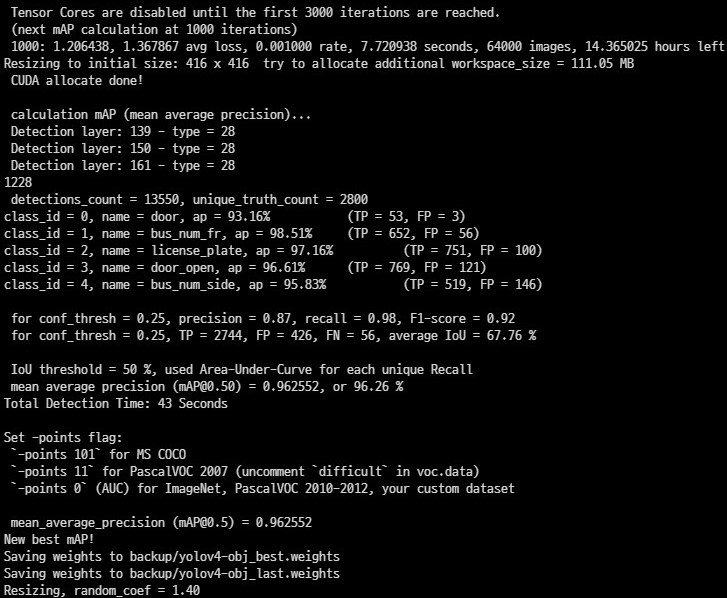 Tensor Cores are disabled until the first 3000 iterations are reached.
(next mAP calculation at 1000 iterations)
1000: 1.206438, 1.367867 avg loss, 0.001000 rate, 7.720938 seconds, 64000 images, 14.365025 hours left
Resizing to initial size: 416 x 416  try to allocate additional workspace_size = 111.05 MB
CUDA allocate done!
calculation mAP (mean average precision)...
Detection layer: 139 - type = 28
Detection layer: 150 - type = 28
Detection layer: 161 - type = 28
1228
detections_count = 13550, unique_truth_count = 2800
class_id = 0, name = door, ap = 93.16%          (TP = 53, FP = 3)
class_id = 1, name = bus_num_fr, ap = 98.51%     (TP = 652, FP = 56)
class_id = 2, name = license_plate, ap = 97.16%          (TP = 751, FP = 100)
class_id = 3, name = door_open, ap = 96.61%      (TP = 769, FP = 121)
class_id = 4, name = bus_num_side, ap = 95.83%          (TP = 519, FP = 146)
for conf_thresh = 0.25, precision = 0.87, recall = 0.98, F1-score = 0.92
for conf_thresh = 0.25, TP = 2744, FP = 426, FN = 56, average IoU = 67.76 %
IoU threshold = 50 %, used Area-Under-Curve for each unique Recall
mean average precision (mAP@0.50) = 0.962552, or 96.26 %
Total Detection Time: 43 Seconds
Set -points flag:
`-points 101` for MS COCO
`-points 11` for PascalVOC 2007 (uncomment `difficult` in voc.data)
`-points 0` (AUC) for ImageNet, PascalVOC 2010-2012, your custom dataset
mean_average_precision (mAP@0.5) = 0.962552
New best mAP!
Saving weights to backup/yolov4-obj_best.weights
Saving weights to backup/yolov4-obj_last.weights
Resizing, random_coef = 1.40